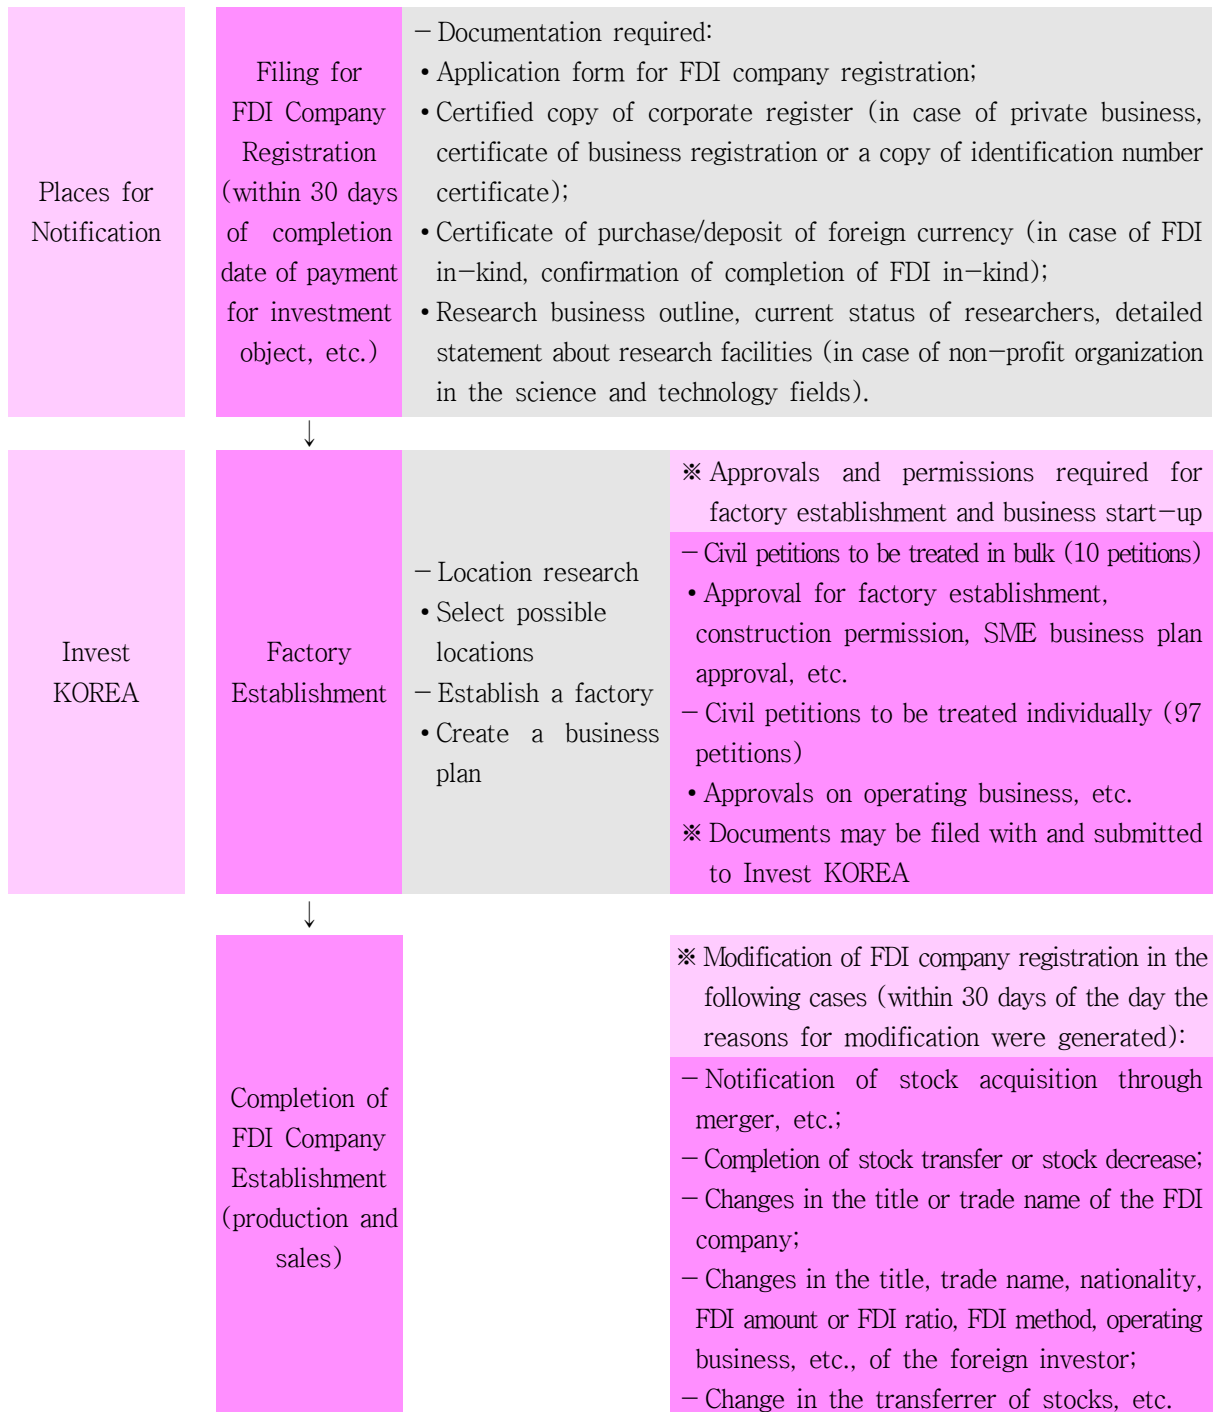 Places for
Notification
Filing for
FDI Company
Registration
(within 30 days
of completion
date of payment
for investment
object, etc.)
－Documentation required:
•Application form for FDI company registration;
•Certified copy of corporate register (in case of private business,
certificate of business registration or a copy of identification number
certificate);
•Certificate of purchase/deposit of foreign currency (in case of FDI
in－kind, confirmation of completion of FDI in－kind);
•Research business outline, current status of researchers, detailed
statement about research facilities (in case of non－profit organization
in the science and technology fields).
↓
Invest
KOREA
Factory
Establishment
－Location research
•Select possible
locations
－Establish a factory
•Create a business
plan
※ Approvals and permissions required for
factory establishment and business start－up
－Civil petitions to be treated in bulk (10 petitions)
•Approval for factory establishment,
construction permission, SME business plan
approval, etc.
－Civil petitions to be treated individually (97
petitions)
•Approvals on operating business, etc.
※ Documents may be filed with and submitted
to Invest KOREA
↓
Completion of
FDI Company
Establishment
(production and
sales)
※ Modification of FDI company registration in the
following cases (within 30 days of the day the
reasons for modification were generated):
－Notification of stock acquisition through
merger, etc.;
－Completion of stock transfer or stock decrease;
－Changes in the title or trade name of the FDI
company;
－Changes in the title, trade name, nationality,
FDI amount or FDI ratio, FDI method, operating
business, etc., of the foreign investor;
－Change in the transferrer of stocks, etc.